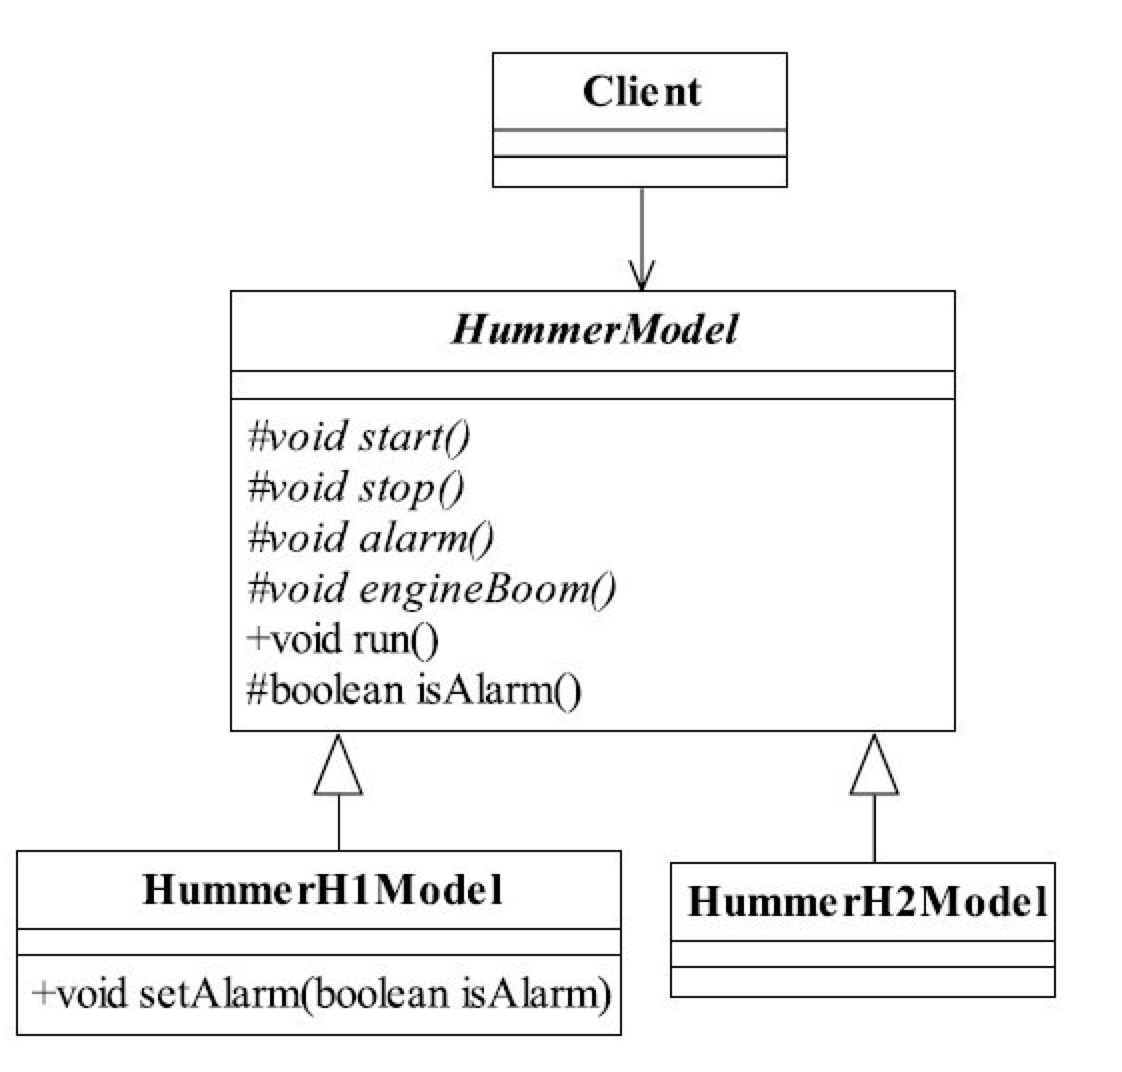 Client
HummerModel
#void start()
#void stop()
#void alarm()
#void engineBoom()
+void run()
#boolean isAlarm()
HummerH1Model
+void setAlarm(boolean isAlarm)
HummerH2Model